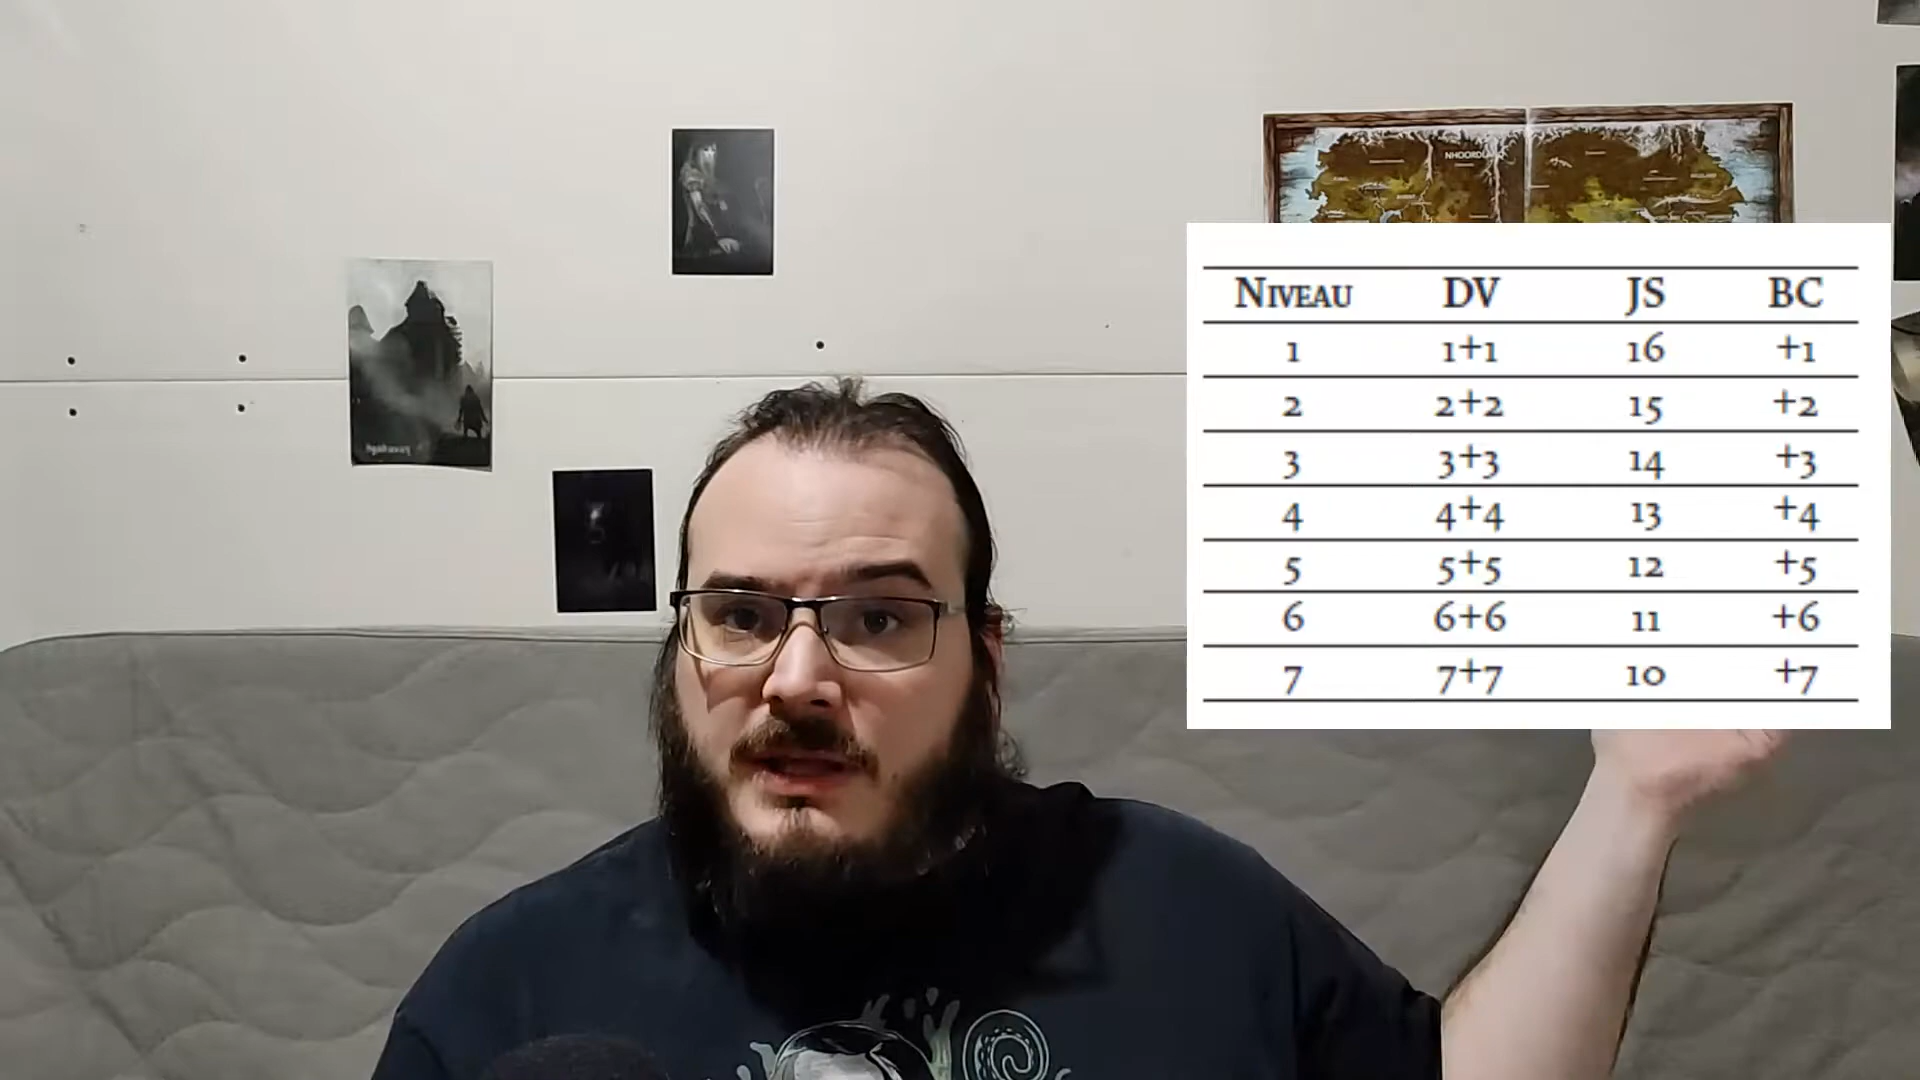 NHOORD
NIVEAU DV JS BC
1 1+1 16 +1
2 2+2 15 +2
3 3+3 14 +3
4 4+4 13 +4
5 5+5 12 +5
6 6+6 11 +6
7 7+7 10 +7